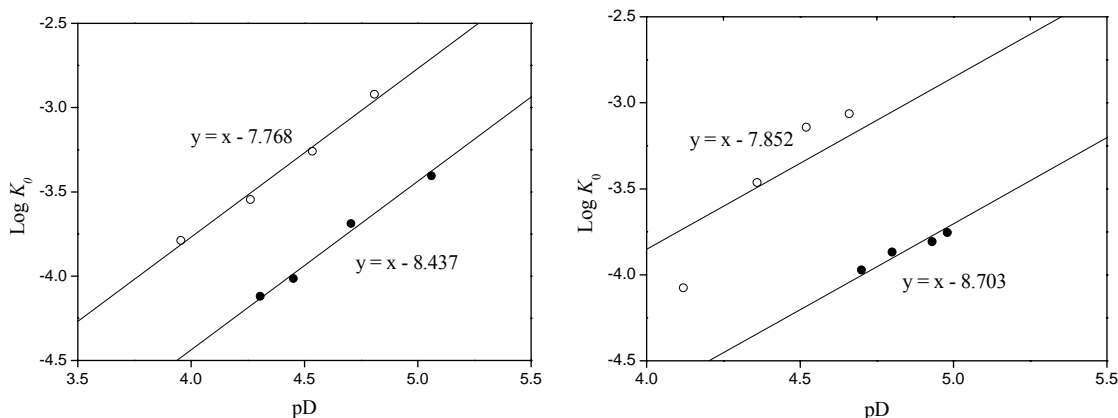 -2.5
-3.0
-3.5
-4.0
-4.5
Log K₀
y = x - 7.768
y = x - 8.437
3.5 4.0 4.5 5.0 5.5
pD
-2.5
-3.0
-3.5
-4.0
-4.5
Log K₀
y = x - 7.852
y = x - 8.703
4.0 4.5 5.0 5.5
pD